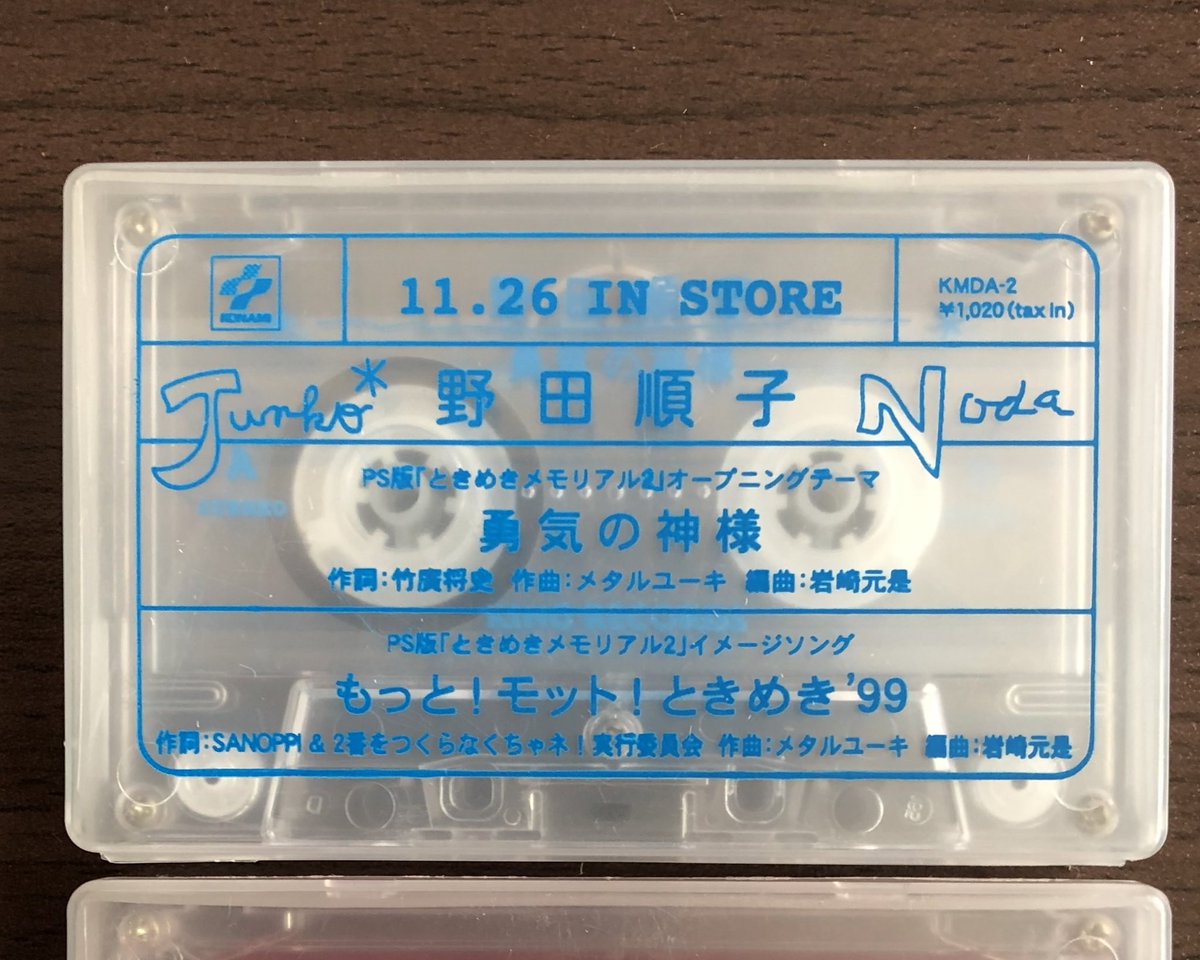 KONAMI
11.26 IN STORE
KMDA-2
¥1,020(tax in)
Junko* 野田順子 Noda
PS版「ときめきメモリアル2」オープニングテーマ
勇気の神様
作詞:竹廣将史 作曲:メタルユーキ 編曲:岩崎元是
PS版「ときめきメモリアル2」イメージソング
もっと!モット!ときめき'99
作詞:SANOPPI & 2番をつくらなくちゃネ!実行委員会 作曲:メタルユーキ 編曲:岩崎元是